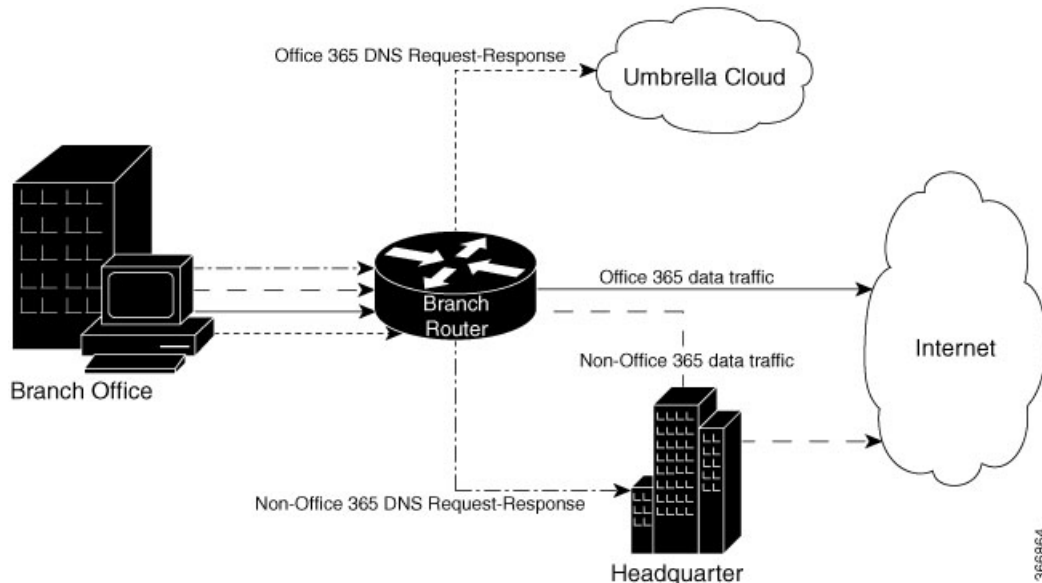 Office 365 DNS Request-Response
Umbrella Cloud
Branch
Router
Office 365 data traffic
Internet
Non-Office 365 data traffic
Branch Office
Non-Office 365 DNS Request-Response
Headquarter
366864